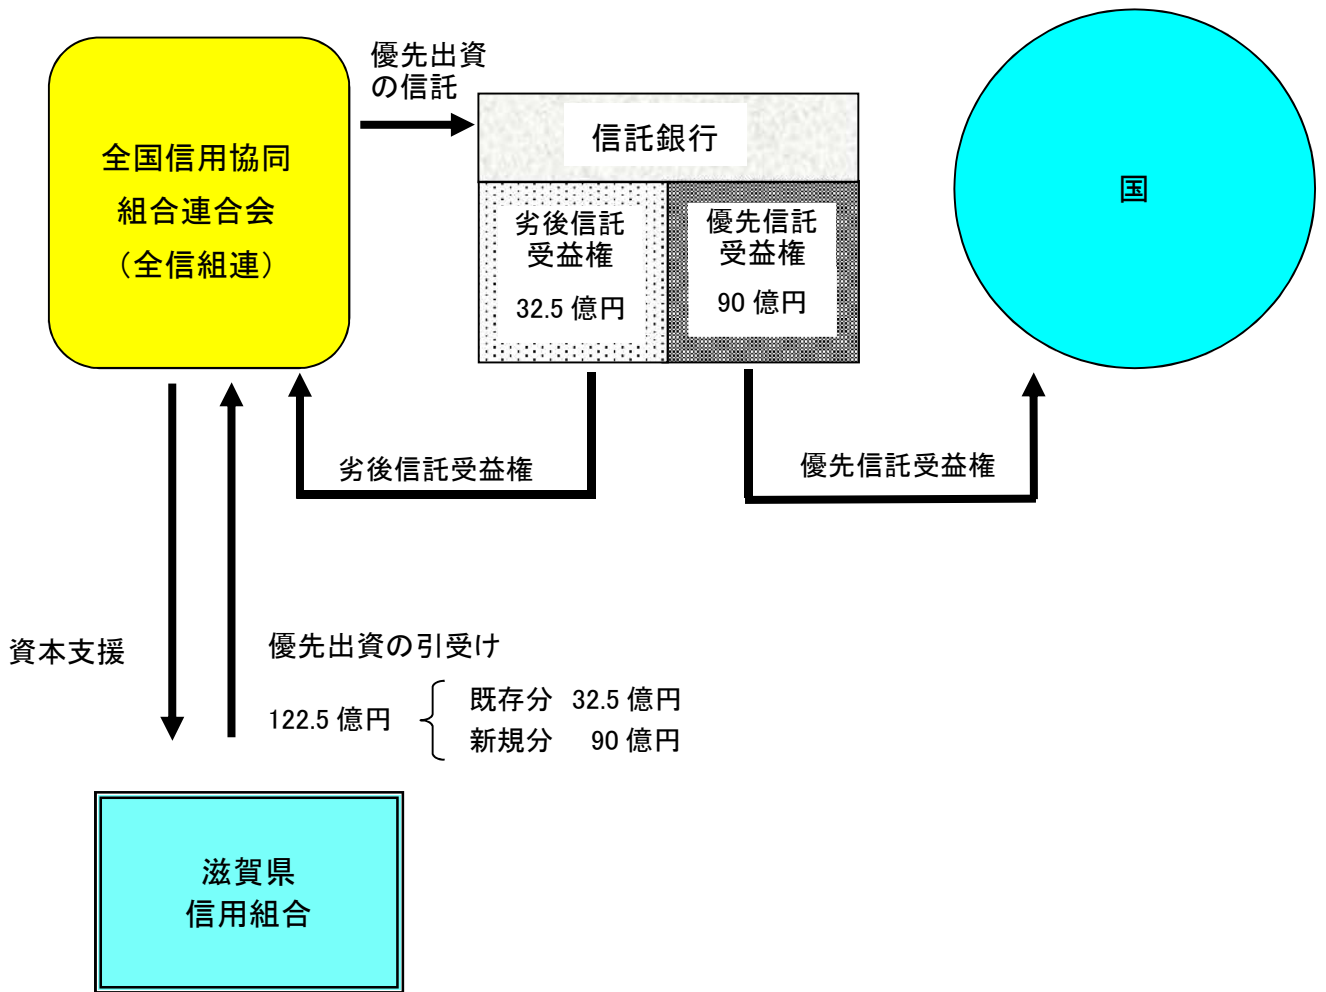 優先出資
の信託
全国信用協同
組合連合会
（全信組連）
信託銀行
劣後信託
受益権
32.5 億円
優先信託
受益権
90 億円
国
劣後信託受益権
優先信託受益権
資本支援
優先出資の引受け
122.5 億円
既存分 32.5 億円
新規分 90 億円
滋賀県
信用組合